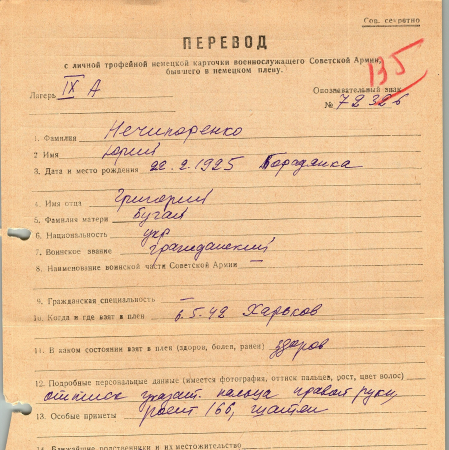 Сов. секретно
ПЕРЕВОД
с личной трофейной немецкой карточки военнослужащего Советской Армии,
бывшего в немецком плену.
135
Лагерь IX A
Опознавательный знак
№ 72326
1. Фамилия Нечипоренко
2 Имя Юрий
3. Дата и место рождения 22.2.1925 Бородянка
4. Имя отца Григорий
5. Фамилия матери Бугай
6. Национальность укр
7. Воинское звание Гражданский
8. Наименование воинской части Советской Армии —
9. Гражданская специальность —
10. Когда и где взят в плен 6.5.42 Харьков
11. В каком состоянии взят в плен (здоров, болен, ранен) здоров
12. Подробные персональные данные (имеется фотография, оттиск пальцев, рост, цвет волос)
оттиск указат. пальца правой руки,
рост 166,
13. Особые приметы
14. Ближайшие родственники и их местожительство